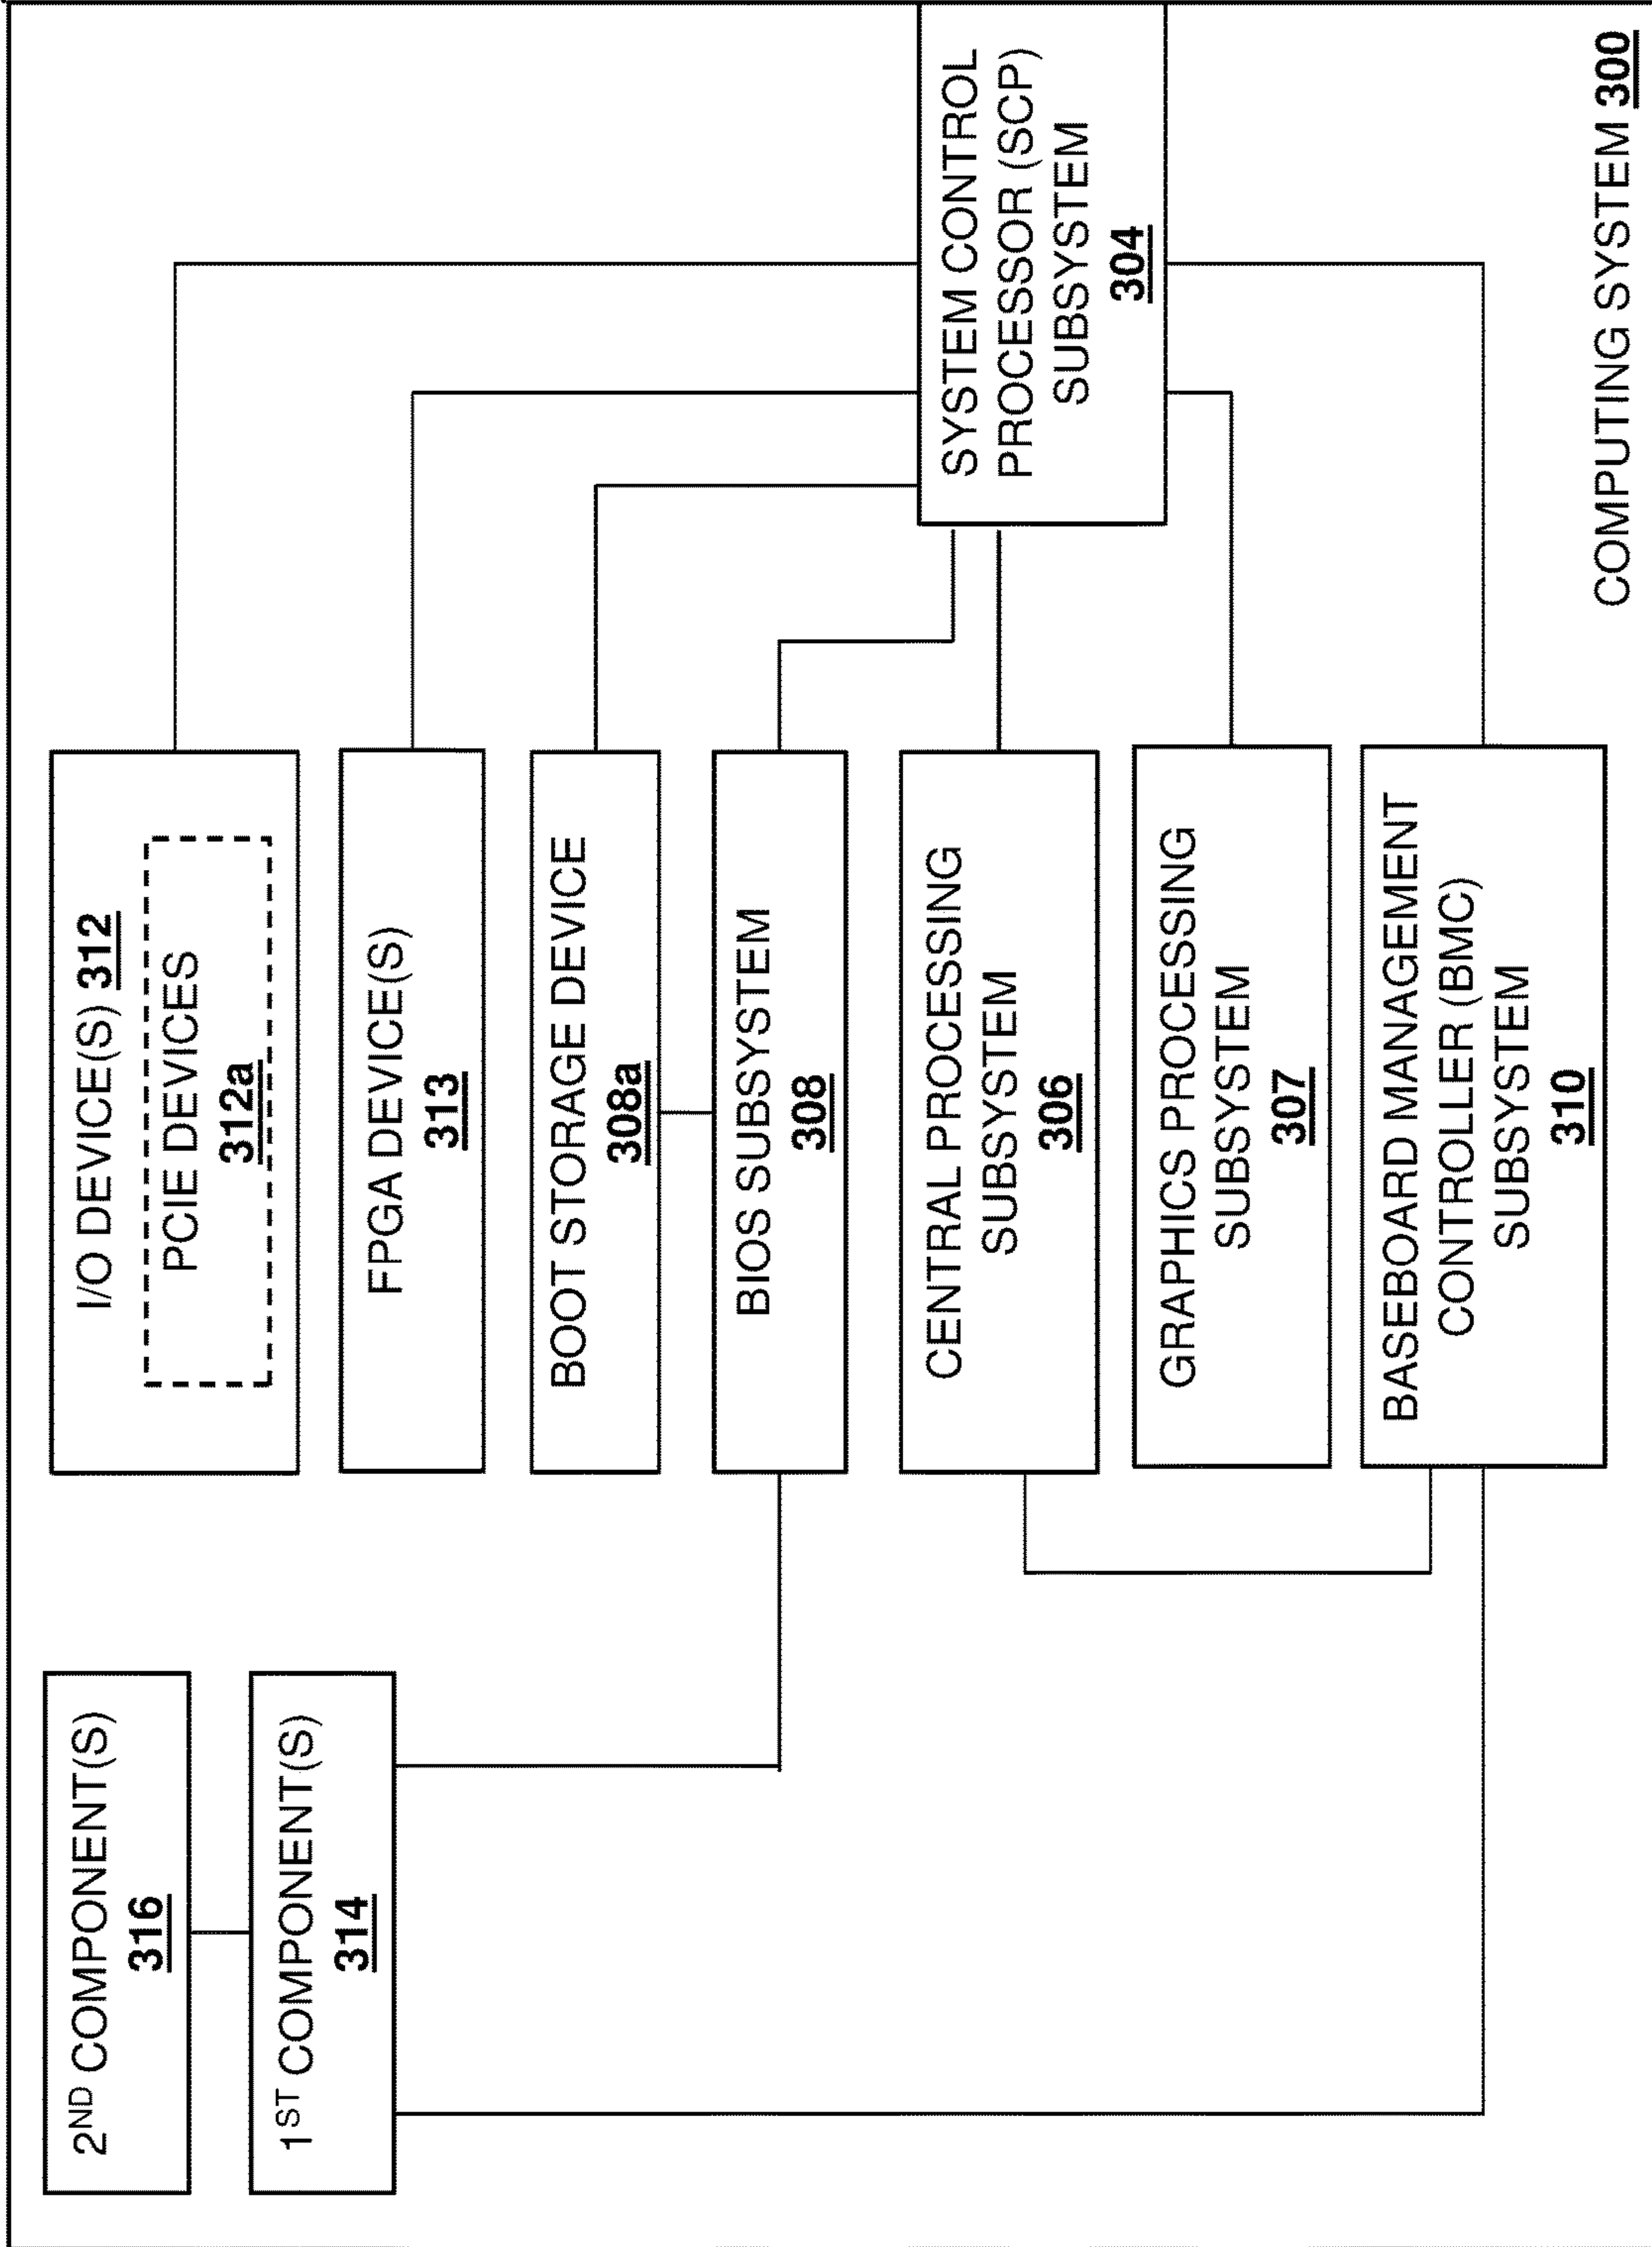 2ND COMPONENT(S)
316
1ST COMPONENT(S)
314
I/O DEVICE(S) 312
PCIE DEVICES
312a
FPGA DEVICE(S)
313
BOOT STORAGE DEVICE
308a
BIOS SUBSYSTEM
308
CENTRAL PROCESSING
SUBSYSTEM
306
GRAPHICS PROCESSING
SUBSYSTEM
307
BASEBOARD MANAGEMENT
CONTROLLER (BMC)
SUBSYSTEM
310
SYSTEM CONTROL
PROCESSOR (SCP)
SUBSYSTEM
304
COMPUTING SYSTEM 300